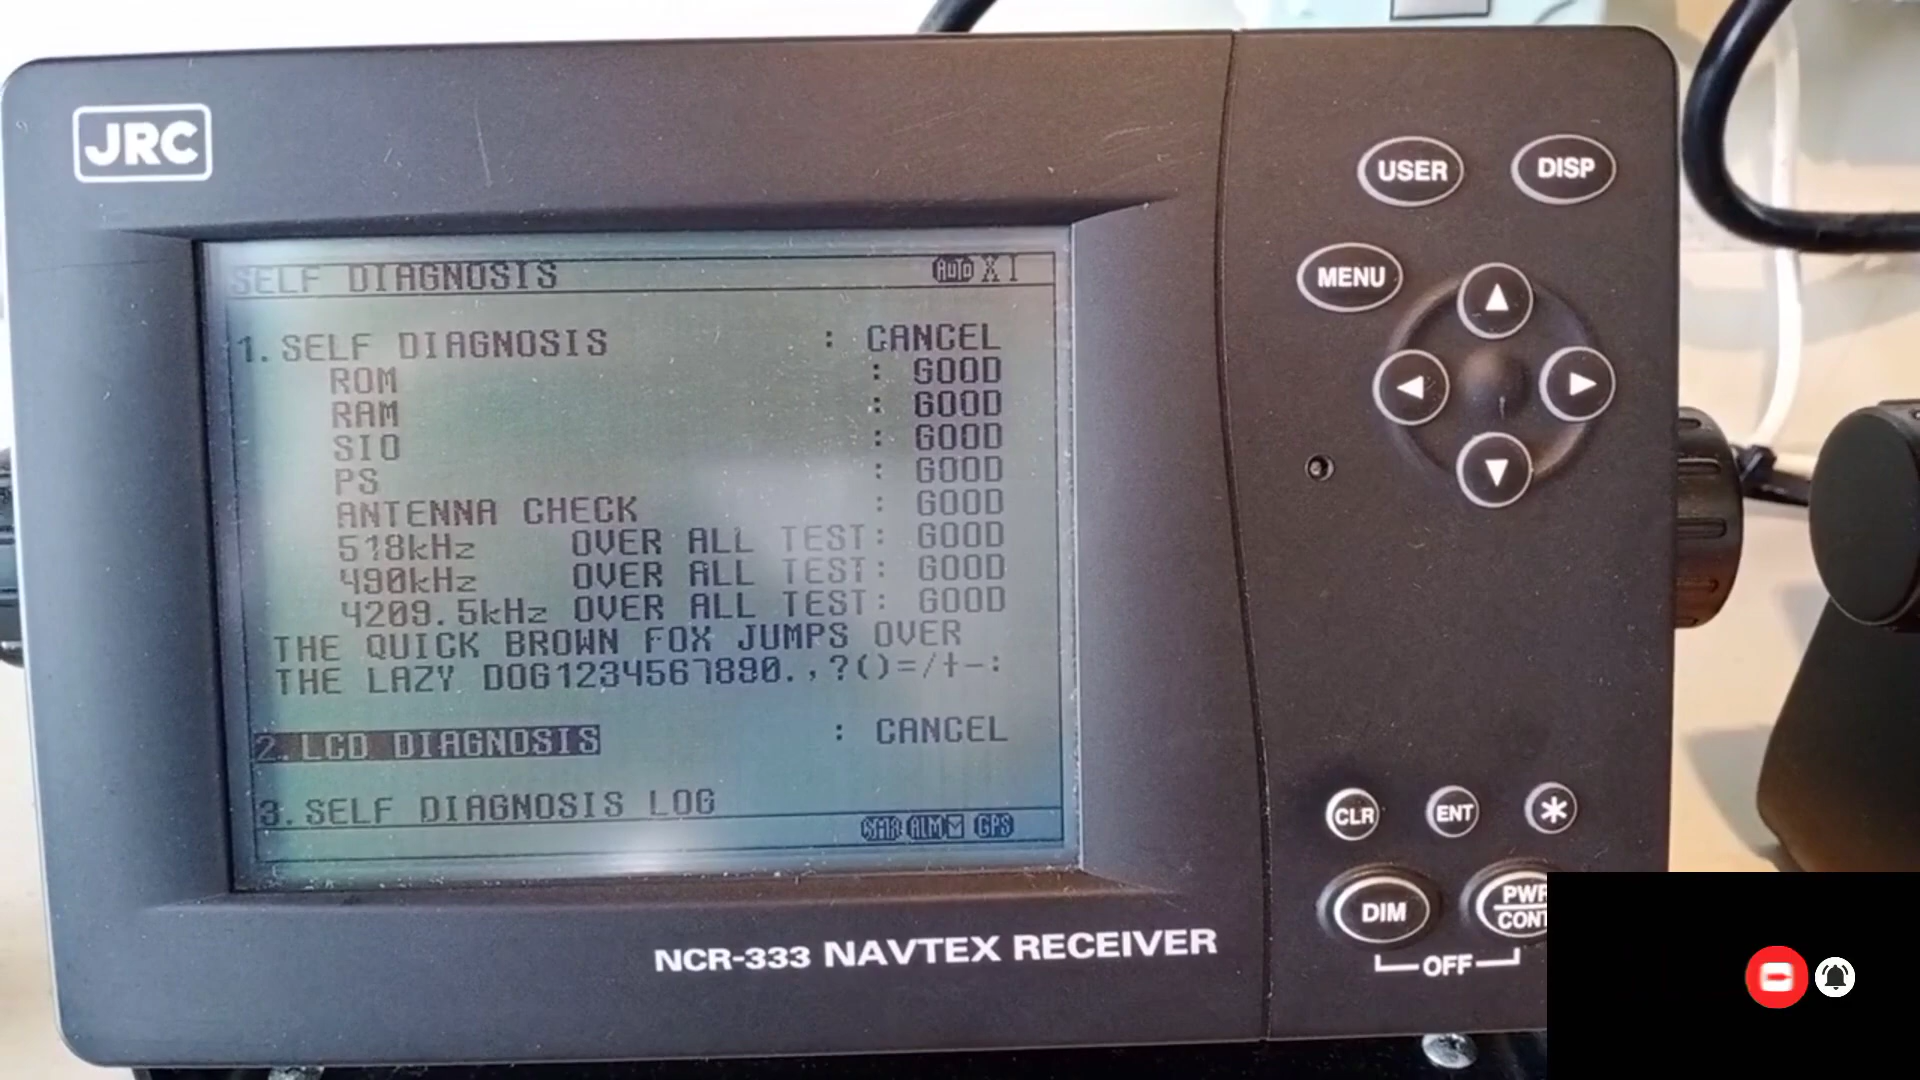 JRC
USER
DISP
MENU
SELF DIAGNOSIS AUTO X1
1. SELF DIAGNOSIS : CANCEL
ROM : GOOD
RAM : GOOD
SIO : GOOD
PS : GOOD
ANTENNA CHECK : GOOD
518kHz OVER ALL TEST: GOOD
490kHz OVER ALL TEST: GOOD
4209.5kHz OVER ALL TEST: GOOD
THE QUICK BROWN FOX JUMPS OVER
THE LAZY DOG1234567890.,?()=/+-:
2. LCD DIAGNOSIS : CANCEL
3. SELF DIAGNOSIS LOG
ALM GPS
CLR
ENT
*
DIM
PWR
CONT
OFF
NCR-333 NAVTEX RECEIVER